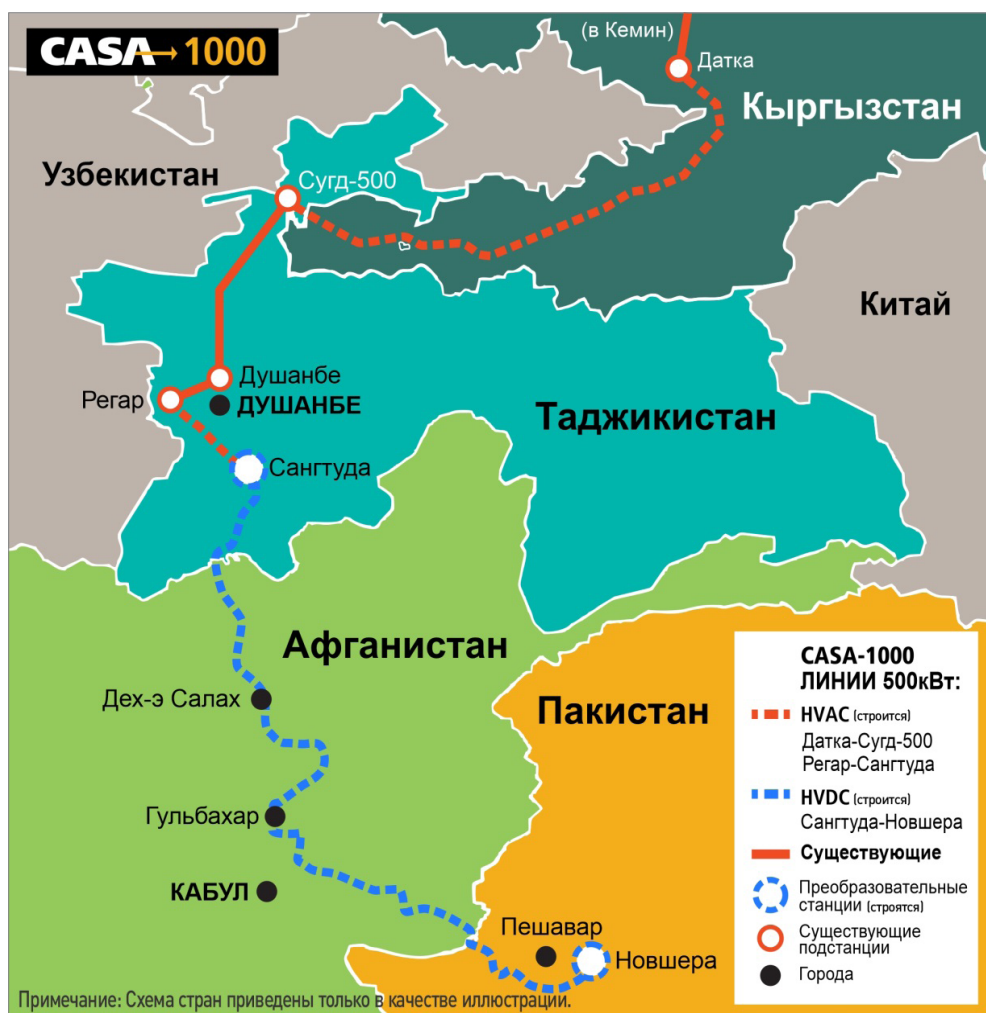 CASA→1000
(в Кемин)
Датка
Кыргызстан
Узбекистан
Сугд-500
Китай
Душанбе
Регар
ДУШАНБЕ
Таджикистан
Сангтуда
Афганистан
Дех-э Салах
Пакистан
Гульбахар
КАБУЛ
Пешавар
Новшера
CASA-1000
ЛИНИИ 500кВт:
HVAC (строится)
Датка-Сугд-500
Регар-Сангтуда
HVDC (строится)
Сангтуда-Новшера
Существующие
Преобразовательные
станции (строятся)
Существующие
подстанции
Города
Примечание: Схема стран приведены только в качестве иллюстрации.